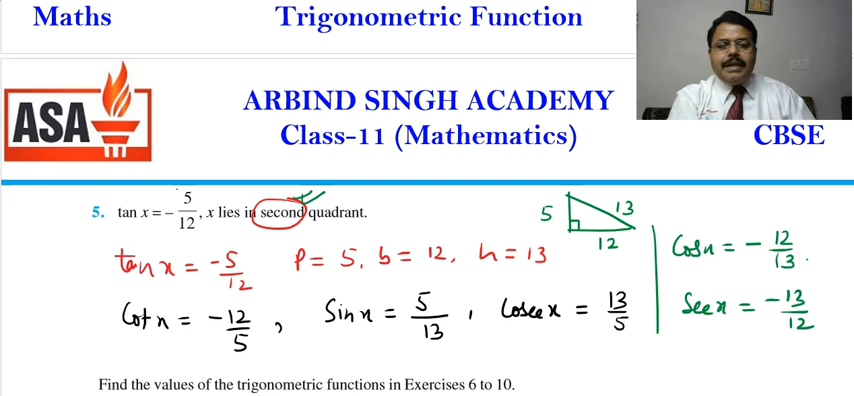 Maths Trigonometric Function
ASA
ARBIND SINGH ACADEMY
Class-11 (Mathematics) CBSE
5. tan x = – 5/12, x lies in second quadrant.
5 13
12
tan x = -5/12 P = 5, b = 12, h = 13
Cos x = - 12/13.
Cot x = -12/5, Sin x = 5/13, Cosec x = 13/5
Sec x = -13/12
Find the values of the trigonometric functions in Exercises 6 to 10.